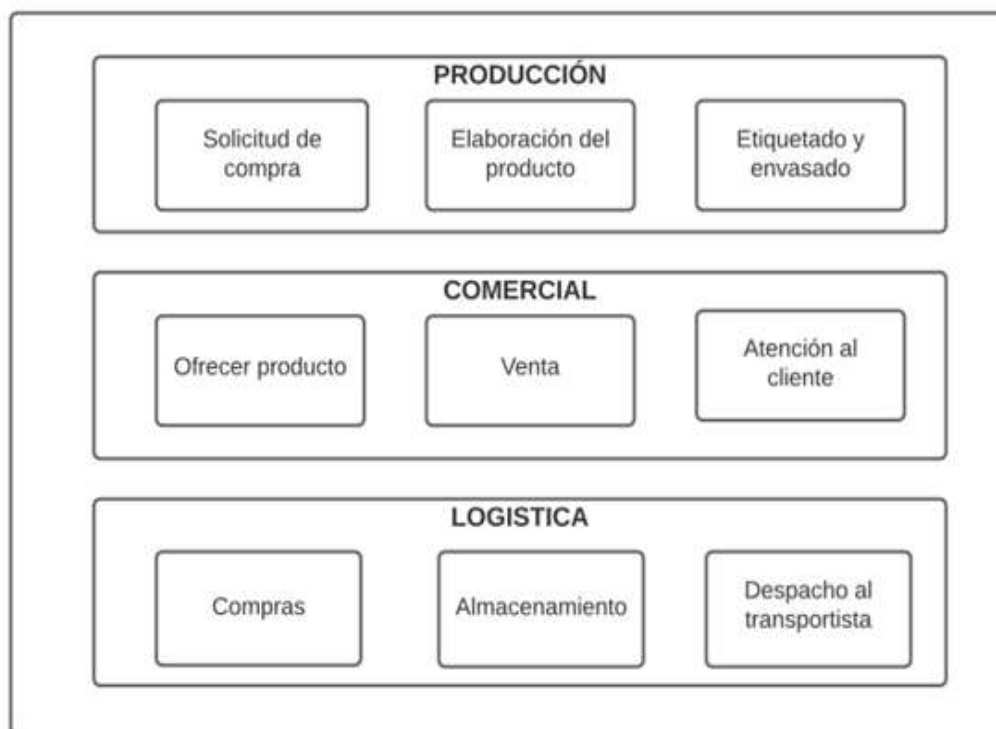 PRODUCCIÓN
Solicitud de
compra
Elaboración del
producto
Etiquetado y
envasado
COMERCIAL
Ofrecer producto
Venta
Atención al
cliente
LOGISTICA
Compras
Almacenamiento
Despacho al
transportista